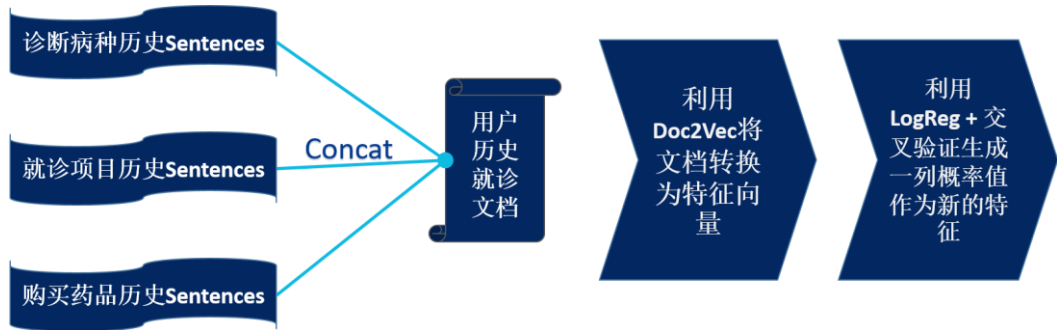 诊断病种历史Sentences
就诊项目历史Sentences
购买药品历史Sentences
Concat
用户
历史
就诊
文档
利用
Doc2Vec将
文档转换
为特征向
量
利用
LogReg + 交
叉验证生成
一列概率值
作为新的特
征